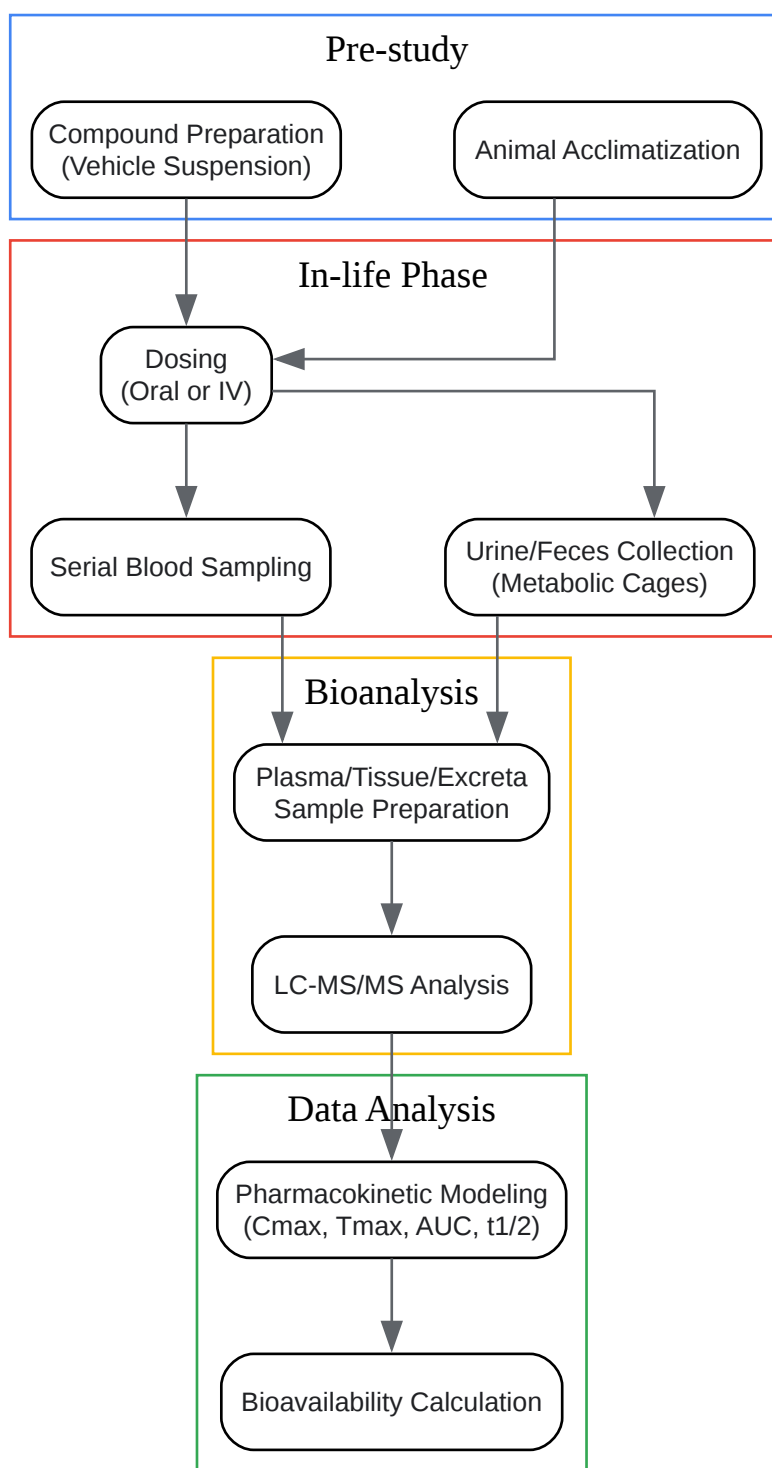 Pre-study
Compound Preparation
(Vehicle Suspension)
Animal Acclimatization
In-life Phase
Dosing
(Oral or IV)
Serial Blood Sampling
Urine/Feces Collection
(Metabolic Cages)
Bioanalysis
Plasma/Tissue/Excreta
Sample Preparation
LC-MS/MS Analysis
Data Analysis
Pharmacokinetic Modeling
(Cmax, Tmax, AUC, t1/2)
Bioavailability Calculation